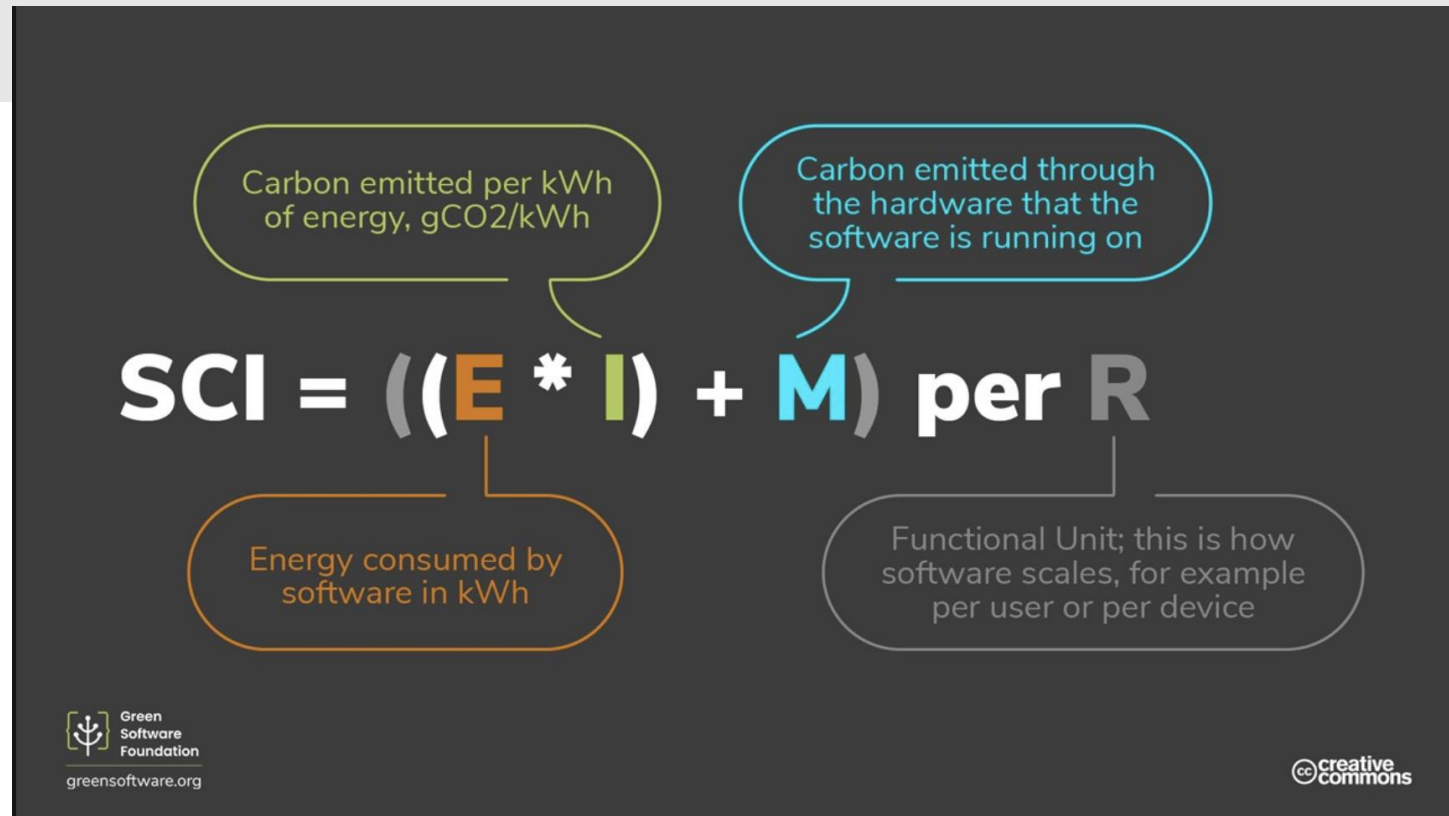 Carbon emitted per kWh
of energy, gCO2/kWh
Carbon emitted through
the hardware that the
software is running on
SCI = ((E * I) + M) per R
Energy consumed by
software in kWh
Functional Unit; this is how
software scales, for example
per user or per device
Green
Software
Foundation
greensoftware.org
cc creative
commons